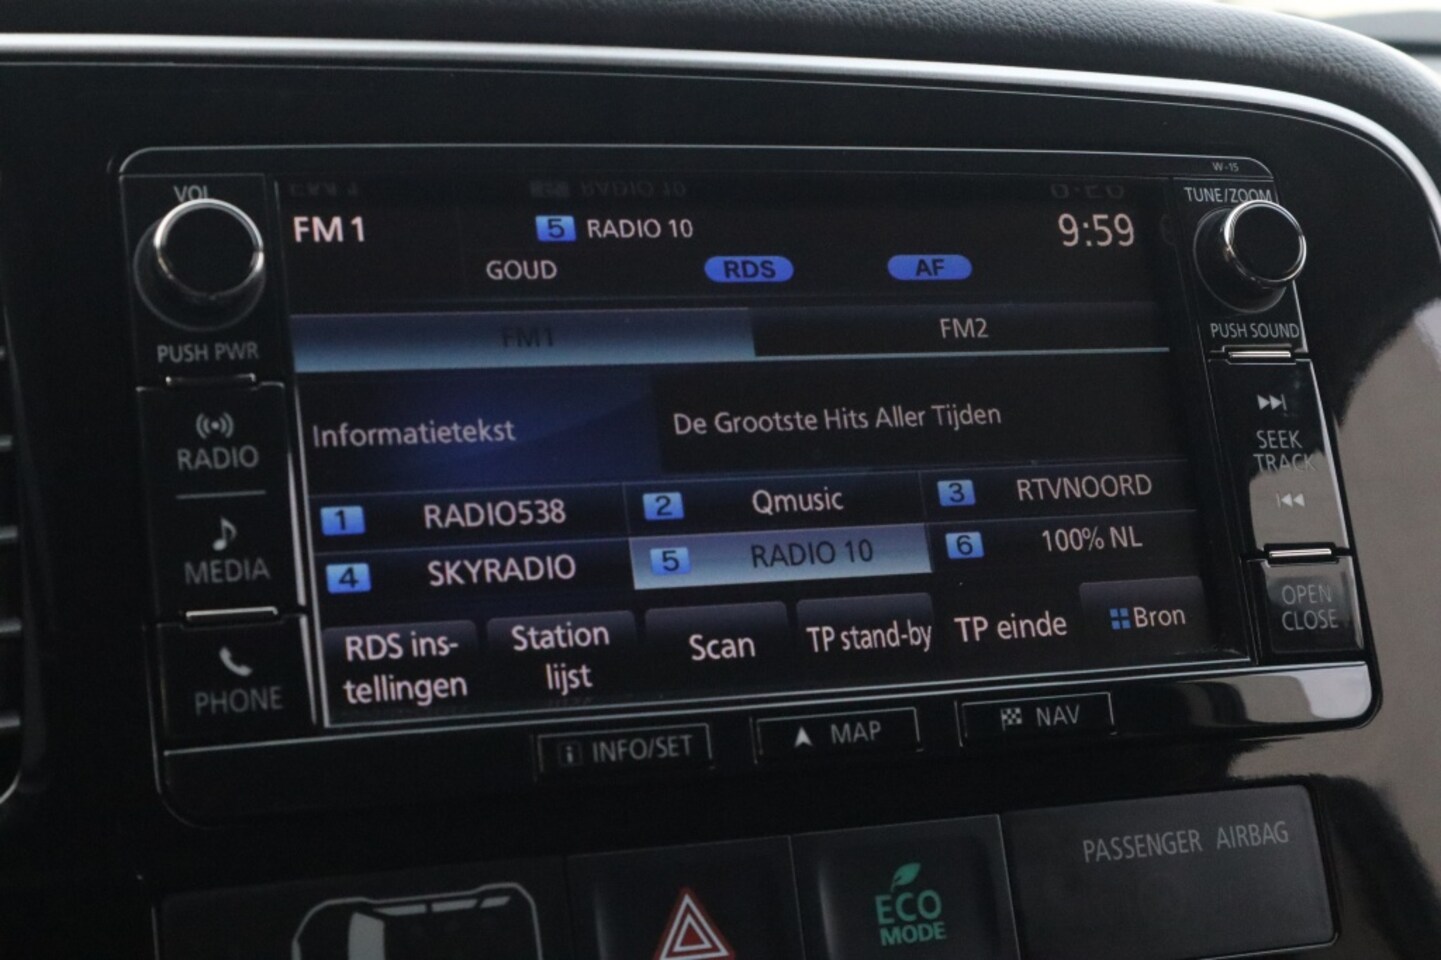 W-15
VOL
TUNE/ZOOM
FM1
5 RADIO 10
9:59
GOUD
RDS
AF
PUSH PWR
PUSH SOUND
FM1
FM2
RADIO
Informatietekst
De Grootste Hits Aller Tijden
SEEK
TRACK
1 RADIO538
2 Qmusic
3 RTVNOORD
MEDIA
4 SKYRADIO
5 RADIO 10
6 100% NL
OPEN
CLOSE
RDS ins-
tellingen
Station
lijst
Scan
TP stand-by
TP einde
Bron
PHONE
i INFO/SET
MAP
NAV
PASSENGER AIRBAG
ECO
MODE